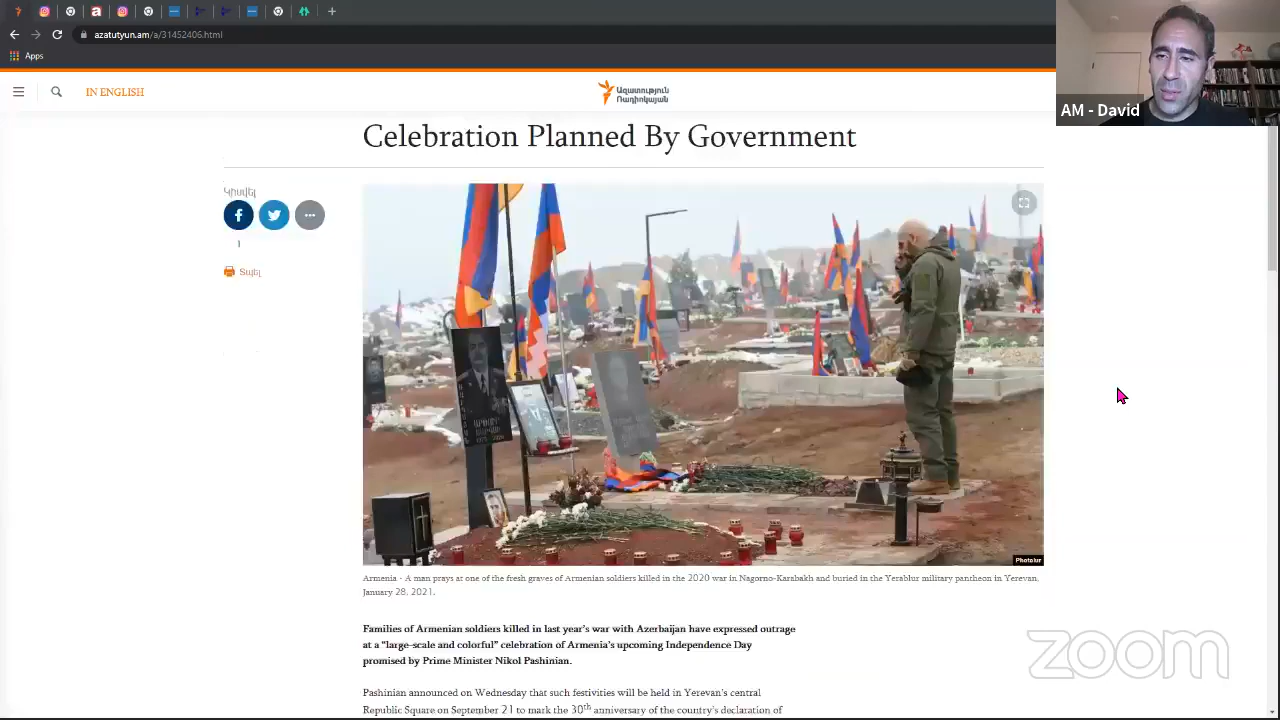 azatutyun.am/a/31452406.html
Apps
IN ENGLISH
Ազատություն
Ռադիոկայան
AM - David
Celebration Planned By Government
Կիսվել
1
Տպել
Photolur
Armenia - A man prays at one of the fresh graves of Armenian soldiers killed in the 2020 war in Nagorno-Karabakh and buried in the Yerablur military pantheon in Yerevan,
January 28, 2021.
Families of Armenian soldiers killed in last year's war with Azerbaijan have expressed outrage
at a “large-scale and colorful” celebration of Armenia's upcoming Independence Day
promised by Prime Minister Nikol Pashinian.
zoom
Pashinian announced on Wednesday that such festivities will be held in Yerevan's central
Republic Square on September 21 to mark the 30th anniversary of the country's declaration of